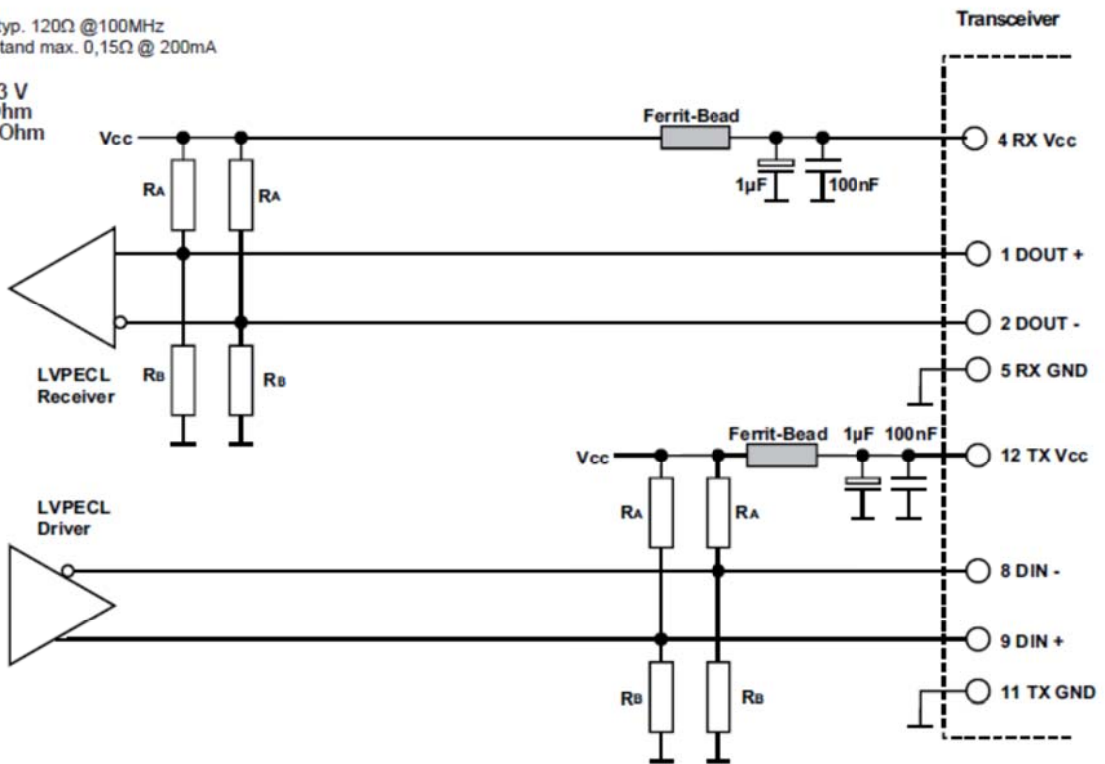 typ. 120Ω @100MHz
tand max. 0,15Ω @ 200mA
3 V
hm
Ohm
Transceiver
Vcc
Ferrit-Bead
4 RX Vcc
RA
RA
1µF
100nF
1 DOUT +
2 DOUT -
LVPECL
Receiver
RB
RB
5 RX GND
Ferrit-Bead
1µF
100nF
Vcc
12 TX Vcc
LVPECL
Driver
RA
RA
8 DIN -
9 DIN +
RB
RB
11 TX GND